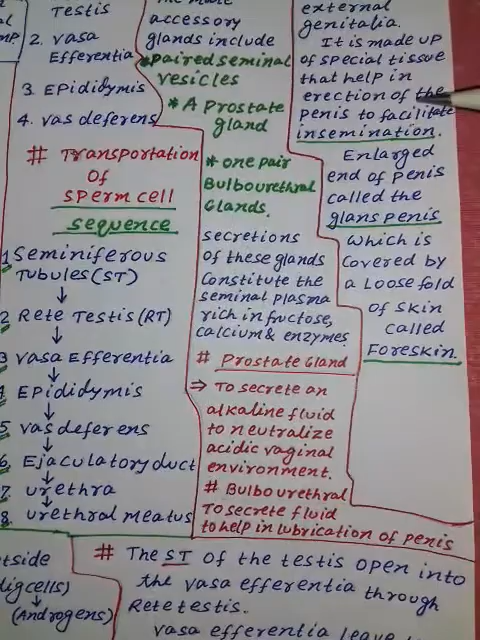 Testis
2. vasa
Efferentia
3. Epididymis
4. vas deferens
# Transportation
Of
sperm cell
sequence
1 Seminiferous
Tubules (ST)
↓
2 Rete Testis (RT)
↓
3 vasa Efferentia
↓
4 Epididymis
↓
5 vas deferens
↓
6. Ejaculatory duct
↓
7. urethra
↓
8. urethral meatus
accessory
glands include
*paired seminal
vesicles
* A Prostate
gland
* one pair
Bulbourethral
Glands.
secretions
of these glands
Constitute the
seminal plasma
rich in fructose,
calcium & enzymes
# Prostate Gland
⇒ To secrete an
alkaline fluid
to neutralize
acidic vaginal
environment.
# Bulbourethral
To secrete fluid
to help in lubrication of penis
external
genitalia.
It is made up
of special tissue
that help in
erection of the
penis to facilitate
insemination.
Enlarged
end of penis
called the
glans penis
which is
covered by
a Loose fold
of skin
called
Foreskin.
(Androgens)
# The ST of the testis open into
the vasa efferentia through
Rete testis.
vasa efferentia leave